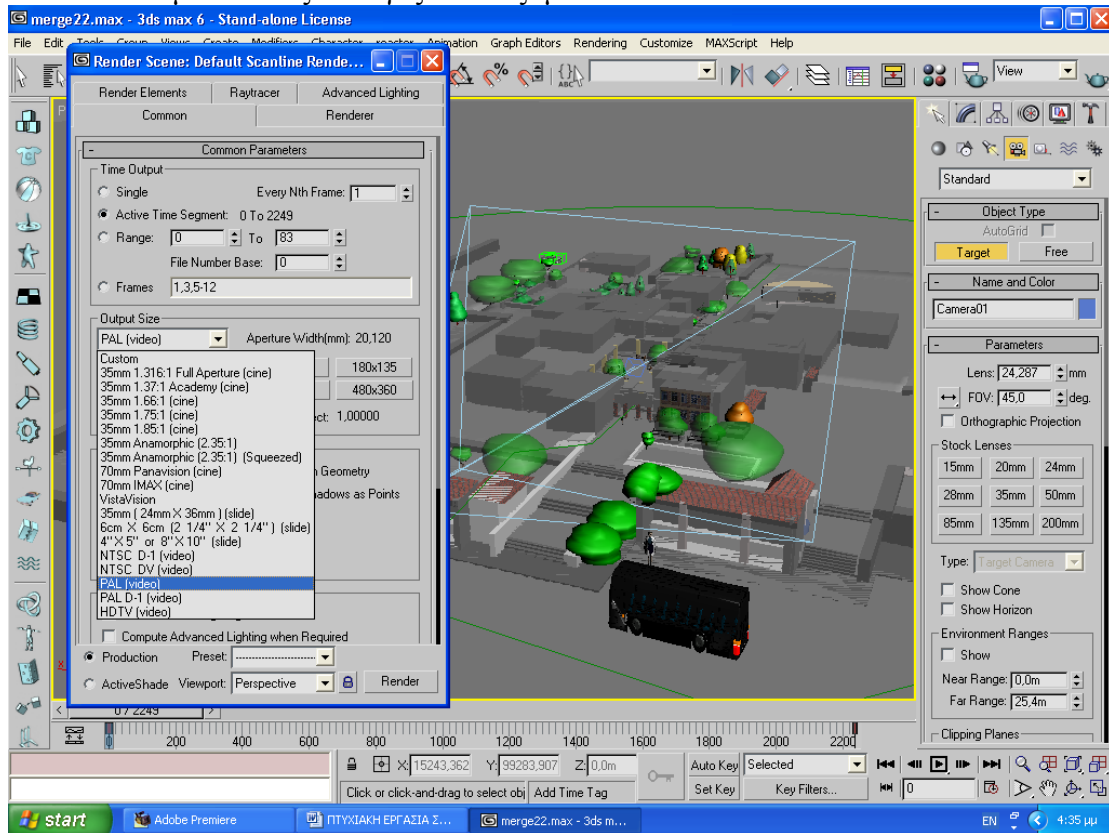 merge22.max - 3ds max 6 - Stand-alone License
File Edit Tools Group Views Create Modifiers Character reactor Animation Graph Editors Rendering Customize MAXScript Help
Render Scene: Default Scanline Rende...
Render Elements Raytracer Advanced Lighting
Common Renderer
ABC
View
- Common Parameters
Time Output
Single Every Nth Frame: 1
Active Time Segment: 0 To 2249
Range: 0 To 83
File Number Base: 0
Frames 1,3,5-12
Output Size
PAL (video) Aperture Width(mm): 20,120
180x135
480x360
1,00000
Custom
35mm 1.316:1 Full Aperture (cine)
35mm 1.37:1 Academy (cine)
35mm 1.66:1 (cine)
35mm 1.75:1 (cine)
35mm 1.85:1 (cine)
35mm Anamorphic (2.35:1)
35mm Anamorphic (2.35:1) (Squeezed)
70mm Panavision (cine)
70mm IMAX (cine)
VistaVision
35mm ( 24mm X 36mm ) (slide)
6cm X 6cm (2 1/4'' X 2 1/4'' ) (slide)
4'' X 5'' or 8'' X 10'' (slide)
NTSC D-1 (video)
NTSC DV (video)
PAL (video)
PAL D-1 (video)
HDTV (video)
Geometry
adows as Points
Compute Advanced Lighting when Required
Production Preset: --------------------
ActiveShade Viewport: Perspective Render
Standard
- Object Type
AutoGrid
Target Free
- Name and Color
Camera01
- Parameters
Lens: 24,287 mm
FOV: 45,0 deg.
Orthographic Projection
Stock Lenses
15mm 20mm 24mm
28mm 35mm 50mm
85mm 135mm 200mm
Type: Target Camera
Show Cone
Show Horizon
Environment Ranges
Show
Near Range: 0,0m
Far Range: 25,4m
Clipping Planes
0 / 2249
0 200 400 600 800 1000 1200 1400 1600 1800 2000 2200
X: 15243,362 Y: 99283,907 Z: 0,0m
Auto Key Selected
Click or click-and-drag to select obj Add Time Tag
Set Key Key Filters... 0
start Adobe Premiere ΠΤΥΧΙΑΚΗ ΕΡΓΑΣΙΑ Σ... merge22.max - 3ds m... EN 4:35 μμ